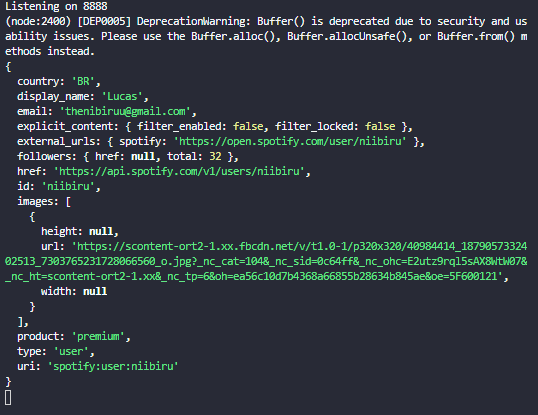 Listening on 8888
(node:2400) [DEP0005] DeprecationWarning: Buffer() is deprecated due to security and us
ability issues. Please use the Buffer.alloc(), Buffer.allocUnsafe(), or Buffer.from() m
ethods instead.
{
  country: 'BR',
  display_name: 'Lucas',
  email: 'thenibiruu@gmail.com',
  explicit_content: { filter_enabled: false, filter_locked: false },
  external_urls: { spotify: 'https://open.spotify.com/user/niibiru' },
  followers: { href: null, total: 32 },
  href: 'https://api.spotify.com/v1/users/niibiru',
  id: 'niibiru',
  images: [
    {
      height: null,
      url: 'https://scontent-ort2-1.xx.fbcdn.net/v/t1.0-1/p320x320/40984414_18790573324
02513_7303765231728066560_o.jpg?_nc_cat=104&_nc_sid=0c64ff&_nc_ohc=E2utz9rql5sAX8WtW07&
_nc_ht=scontent-ort2-1.xx&_nc_tp=6&oh=ea56c10d7b4368a66855b28634b845ae&oe=5F600121',
      width: null
    }
  ],
  product: 'premium',
  type: 'user',
  uri: 'spotify:user:niibiru'
}